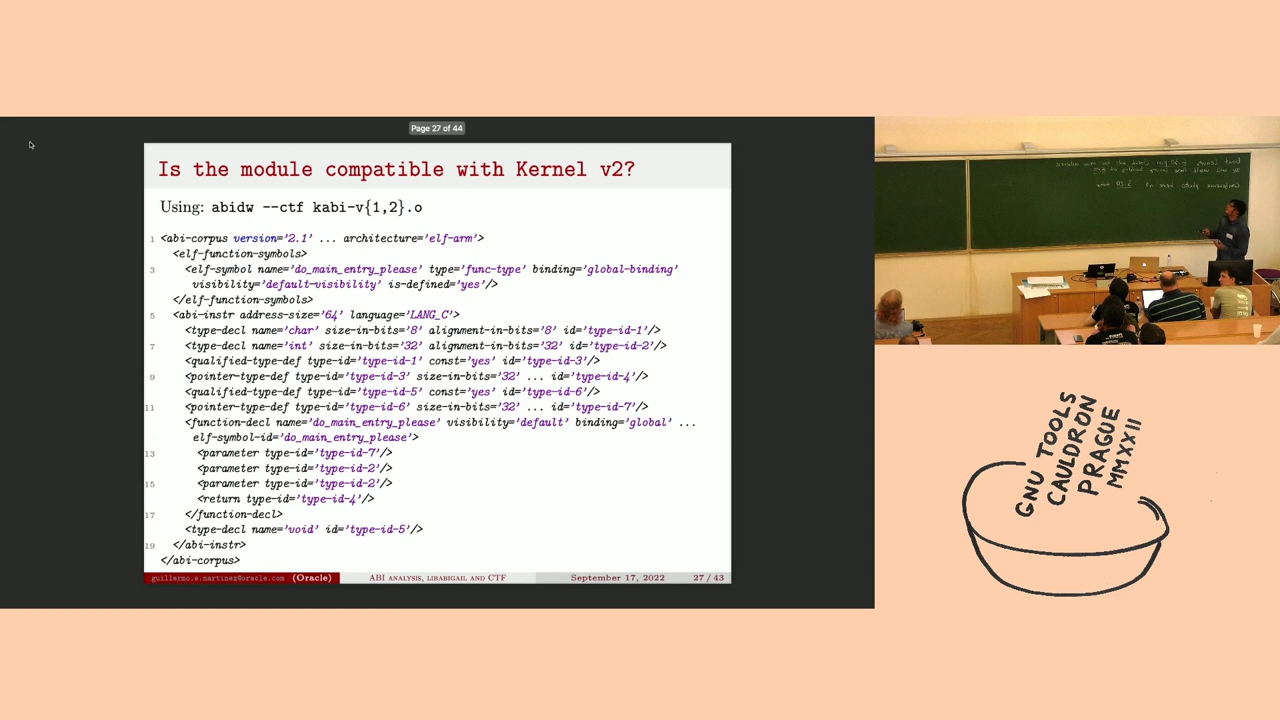 Page 27 of 44
Is the module compatible with Kernel v2?
Using: abidw --ctf kabi-v{1,2}.o
1 <abi-corpus version='2.1' ... architecture='elf-arm'>
<elf-function-symbols>
3 <elf-symbol name='do_main_entry_please' type='func-type' binding='global-binding'
visibility='default-visibility' is-defined='yes'/>
</elf-function-symbols>
5 <abi-instr address-size='64' language='LANG_C'>
<type-decl name='char' size-in-bits='8' alignment-in-bits='8' id='type-id-1'/>
7 <type-decl name='int' size-in-bits='32' alignment-in-bits='32' id='type-id-2'/>
<qualified-type-def type-id='type-id-1' const='yes' id='type-id-3'/>
9 <pointer-type-def type-id='type-id-3' size-in-bits='32' ... id='type-id-4'/>
<qualified-type-def type-id='type-id-5' const='yes' id='type-id-6'/>
11 <pointer-type-def type-id='type-id-6' size-in-bits='32' ... id='type-id-7'/>
<function-decl name='do_main_entry_please' visibility='default' binding='global' ...
elf-symbol-id='do_main_entry_please'>
13 <parameter type-id='type-id-7'/>
<parameter type-id='type-id-2'/>
15 <parameter type-id='type-id-2'/>
<return type-id='type-id-4'/>
17 </function-decl>
<type-decl name='void' id='type-id-5'/>
19 </abi-instr>
</abi-corpus>
guillermo.e.martinez@oracle.com (Oracle) ABI ANALYSIS, LIBABIGAIL AND CTF September 17, 2022 27 / 43
GNU TOOLS
CAULDRON
PRAGUE
MMXXII